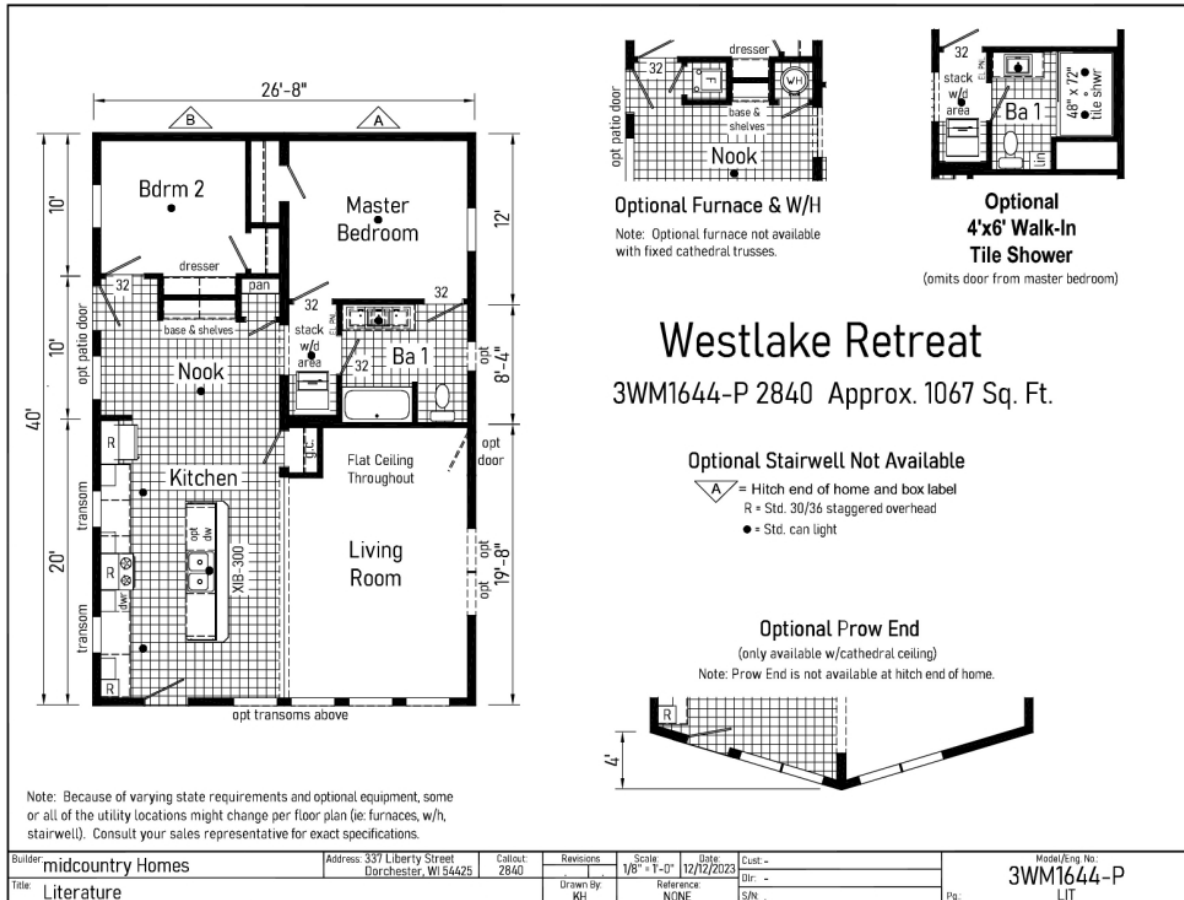 26'-8"
B
A
10'
10'
20'
40'
12'
8'-4"
19'-8"
Bdrm 2
Master
Bedroom
dresser
32
pan
32
32
base & shelves
EL PNL
stack
w/d
area
32
Ba 1
opt
opt patio door
Nook
R
g.c.
Flat Ceiling
Throughout
opt
door
Kitchen
transom
opt
dw
XIB-300
Living
Room
opt
opt
R
dwr
transom
R
opt transoms above
dresser
32
F
WH
base &
shelves
opt patio door
Nook
Optional Furnace & W/H
Note: Optional furnace not available
with fixed cathedral trusses.
32
EL PNL
stack
w/d
area
Ba 1
48" x 72"
tile shwr
lin
Optional
4'x6' Walk-In
Tile Shower
(omits door from master bedroom)
Westlake Retreat
3WM1644-P 2840 Approx. 1067 Sq. Ft.
Optional Stairwell Not Available
A = Hitch end of home and box label
R = Std. 30/36 staggered overhead
● = Std. can light
Optional Prow End
(only available w/cathedral ceiling)
Note: Prow End is not available at hitch end of home.
R
4'
Note: Because of varying state requirements and optional equipment, some
or all of the utility locations might change per floor plan (ie: furnaces, w/h,
stairwell). Consult your sales representative for exact specifications.
Builder: midcountry Homes
Address: 337 Liberty Street
Dorchester, WI 54425
Callout:
2840
Revisions
Scale:
1/8" = 1'-0"
Date:
12/12/2023
Cust: -
Dlr: -
S/N: .
Model/Eng. No.:
3WM1644-P
Title: Literature
Drawn By:
KH
Reference:
NONE
Pg.: LIT